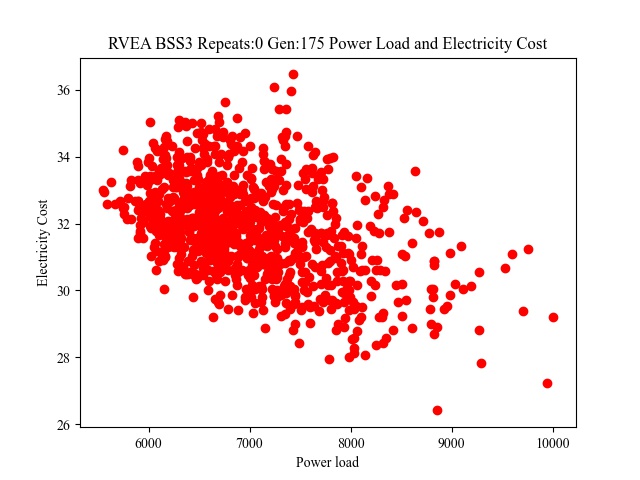 RVEA BSS3 Repeats:0 Gen:175 Power Load and Electricity Cost
36
34
32
30
28
26
Electricity Cost
6000 7000 8000 9000 10000
Power load